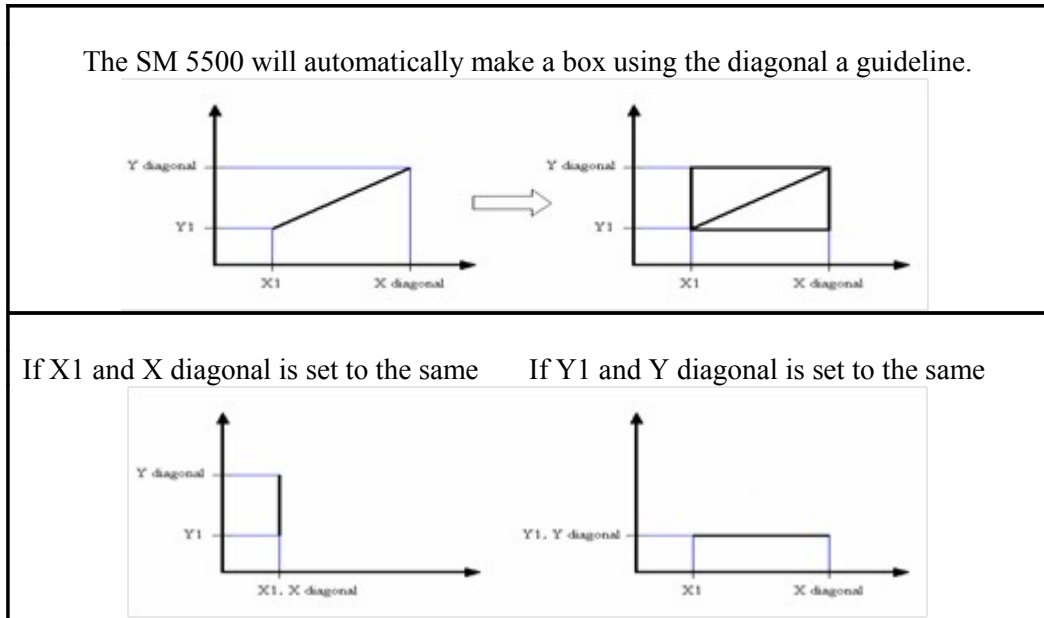 The SM 5500 will automatically make a box using the diagonal a guideline.
Y diagonal
Y1
X1
X diagonal
Y diagonal
Y1
X1
X diagonal
If X1 and X diagonal is set to the same
If Y1 and Y diagonal is set to the same
Y diagonal
Y1
X1, X diagonal
Y1, Y diagonal
X1
X diagonal